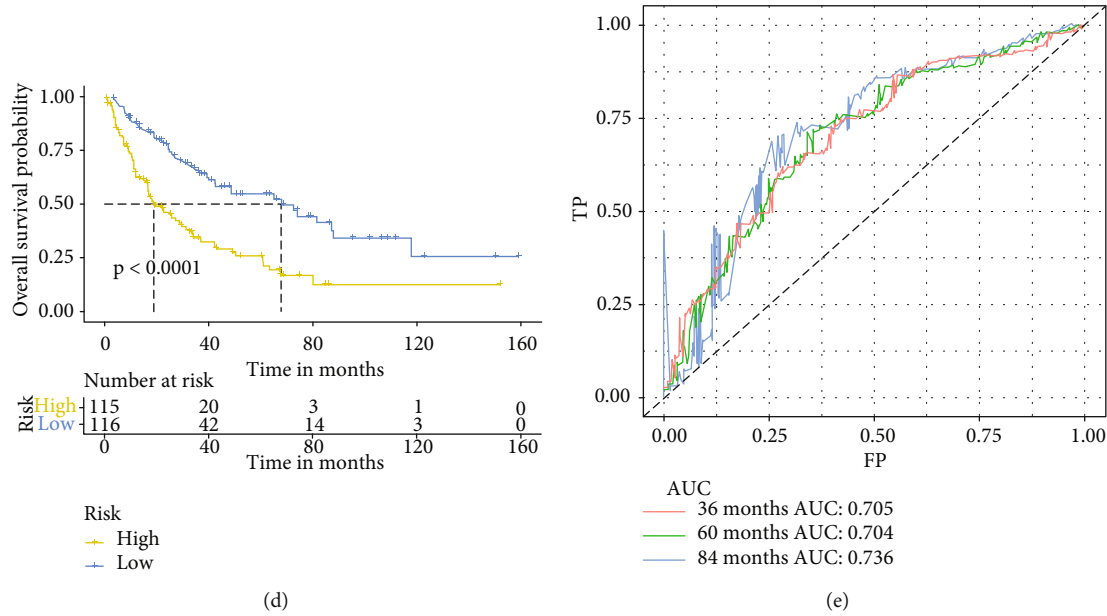 Overall survival probability
1.00
0.75
0.50
0.25
0.00
p < 0.0001
0 40 80 120 160
Time in months
Number at risk
Risk
High 115 20 3 1 0
Low 116 42 14 3 0
0 40 80 120 160
Time in months
Risk
High
Low
(d)
TP
1.00
0.75
0.50
0.25
0.00
0.00 0.25 0.50 0.75 1.00
FP
AUC
36 months AUC: 0.705
60 months AUC: 0.704
84 months AUC: 0.736
(e)